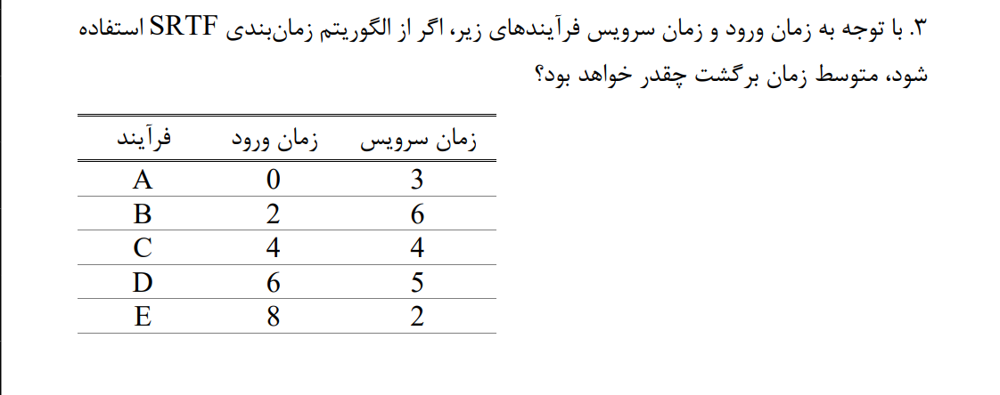 ۳. با توجه به زمان ورود و زمان سرویس فرآیندهای زیر، اگر از الگوریتم زمان‌بندی SRTF استفاده
شود، متوسط زمان برگشت چقدر خواهد بود؟
فرآیند زمان ورود زمان سرویس
A 0 3
B 2 6
C 4 4
D 6 5
E 8 2